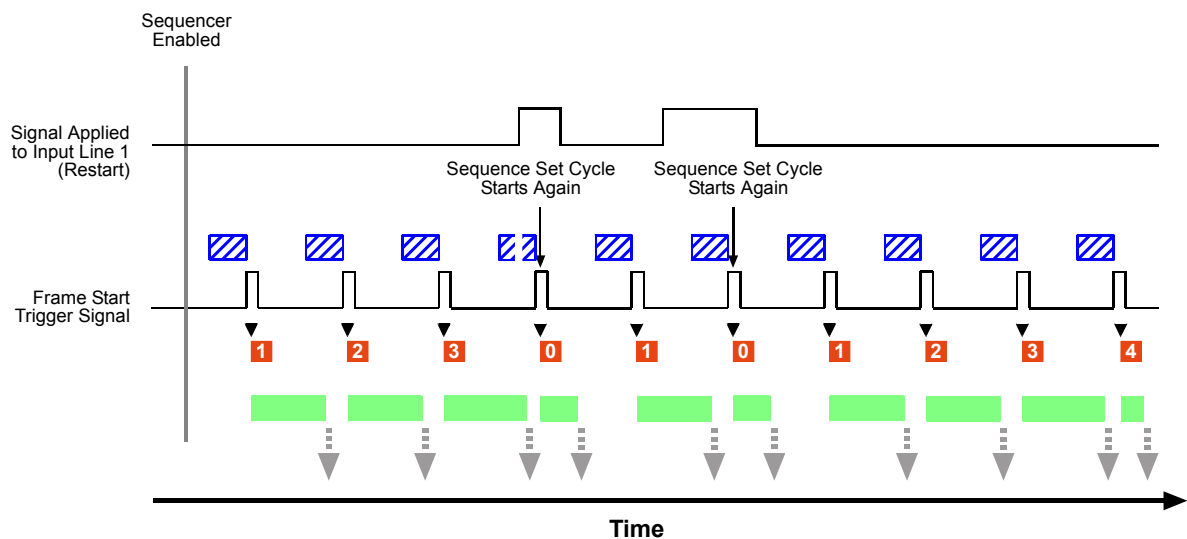 Sequencer
Enabled
Signal Applied
to Input Line 1
(Restart)
Sequence Set Cycle
Starts Again
Sequence Set Cycle
Starts Again
Frame Start
Trigger Signal
1 2 3 0 1 0 1 2 3 4
Time